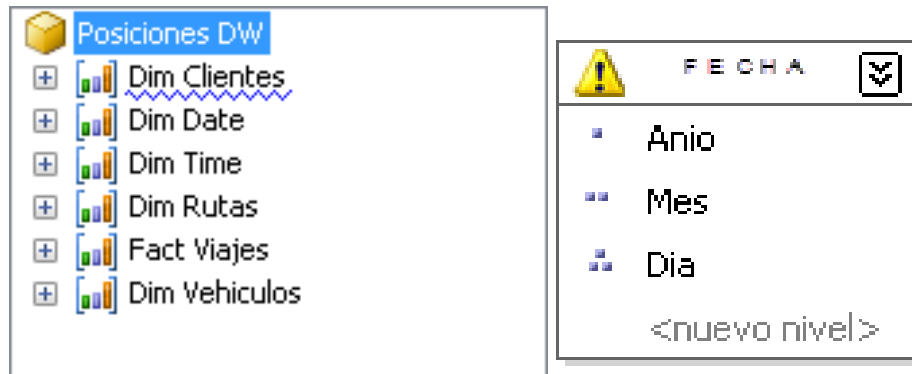 Posiciones DW
Dim Clientes
Dim Date
Dim Time
Dim Rutas
Fact Viajes
Dim Vehiculos
FECHA
Anio
Mes
Dia
<nuevo nivel>